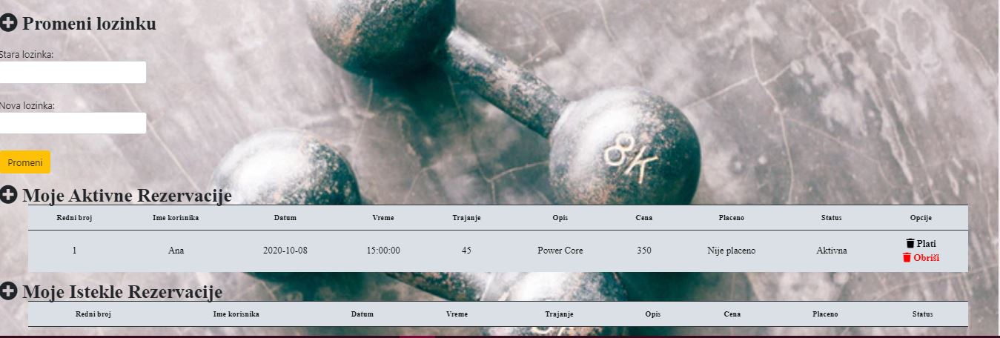 Promeni lozinku
Stara lozinka:
Nova lozinka:
Promeni
8K
Moje Aktivne Rezervacije
Redni broj Ime korisnika Datum Vreme Trajanje Opis Cena Placeno Status Opcije
1 Ana 2020-10-08 15:00:00 45 Power Core 350 Nije placeno Aktivna Plati
Obriši
Moje Istekle Rezervacije
Redni broj Ime korisnika Datum Vreme Trajanje Opis Cena Placeno Status